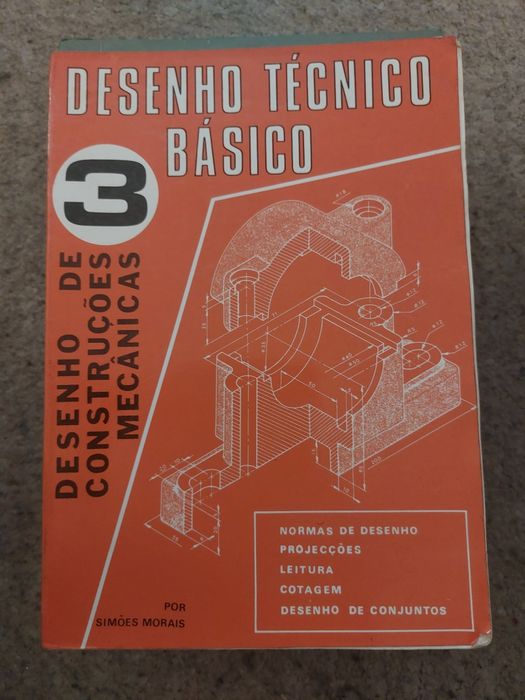 DESENHO TÉCNICO
BÁSICO
3
DESENHO DE
CONSTRUÇÕES
MECÂNICAS
NORMAS DE DESENHO
PROJECÇÕES
LEITURA
COTAGEM
DESENHO DE CONJUNTOS
POR
SIMÕES MORAIS